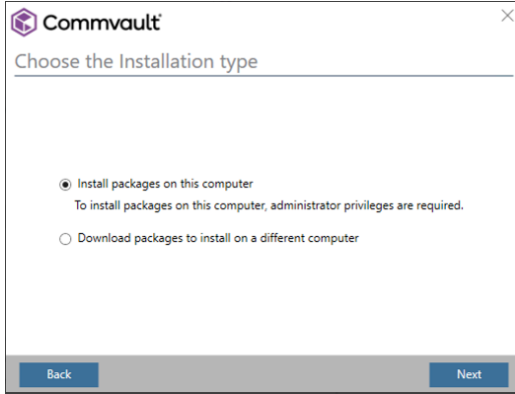 Commvault
Choose the Installation type
Install packages on this computer
To install packages on this computer, administrator privileges are required.
Download packages to install on a different computer
Back
Next